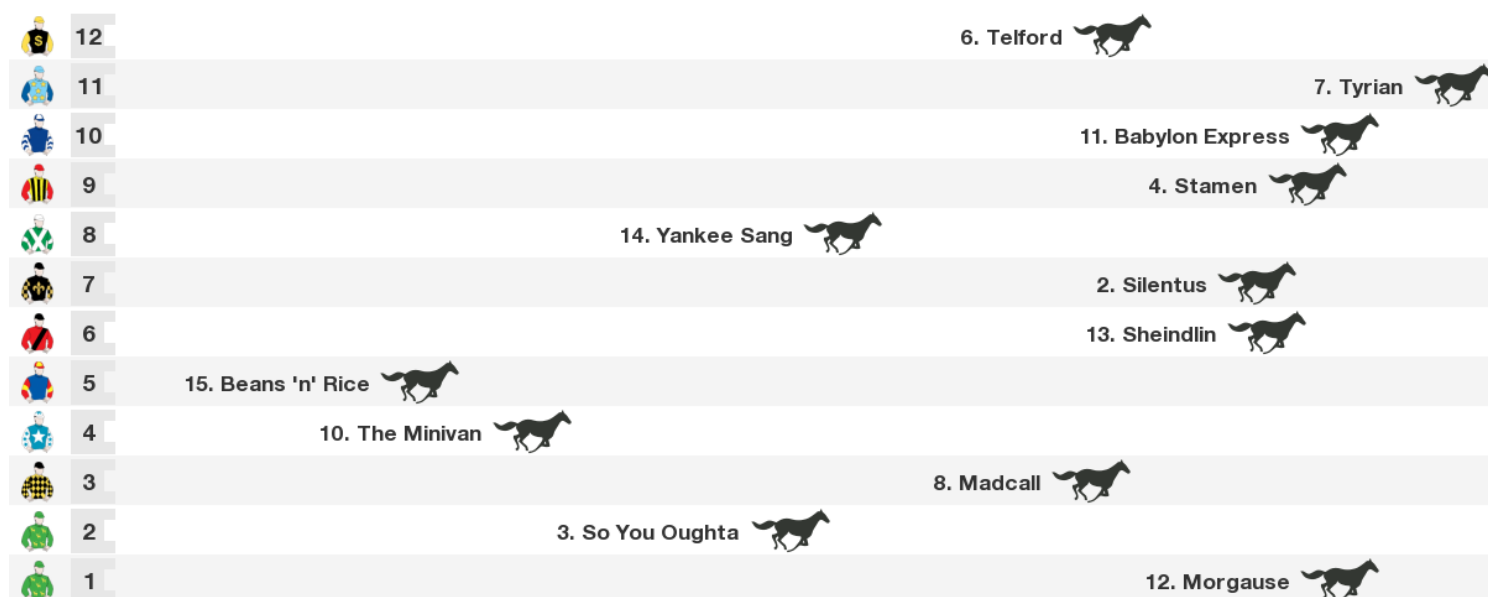 S 12 6. Telford
11 7. Tyrian
10 11. Babylon Express
9 4. Stamen
8 14. Yankee Sang
7 2. Silentus
6 13. Sheindlin
5 15. Beans 'n' Rice
4 10. The Minivan
3 8. Madcall
2 3. So You Oughta
1 12. Morgause